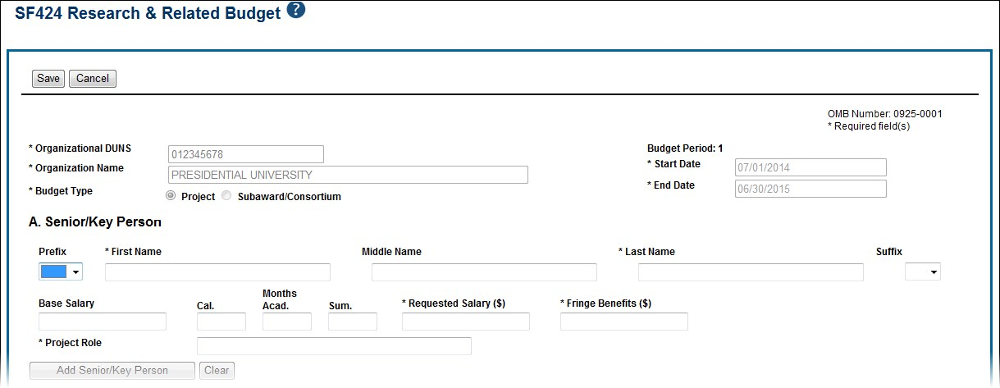 SF424 Research & Related Budget ?
Save Cancel
OMB Number: 0925-0001
* Required field(s)
* Organizational DUNS 012345678 Budget Period: 1
* Organization Name PRESIDENTIAL UNIVERSITY * Start Date 07/01/2014
* Budget Type Project Subaward/Consortium * End Date 06/30/2015
A. Senior/Key Person
Prefix * First Name Middle Name * Last Name Suffix
Months
Base Salary Cal. Acad. Sum. * Requested Salary ($) * Fringe Benefits ($)
* Project Role
Add Senior/Key Person Clear